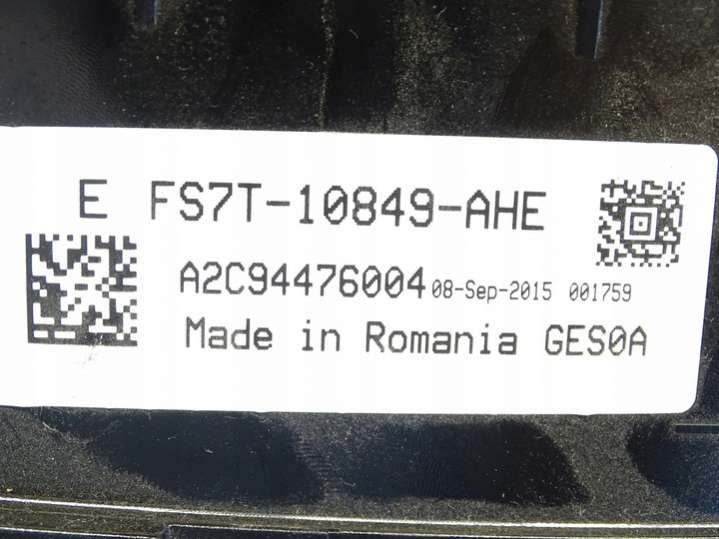 E FS7T-10849-AHE
A2C94476004 08-Sep-2015 001759
Made in Romania GES0A